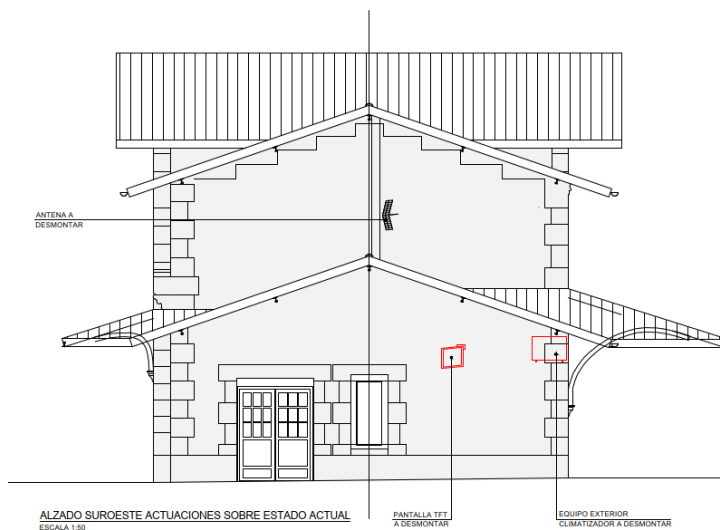 ANTENA A
DESMONTAR
ALZADO SUROESTE ACTUACIONES SOBRE ESTADO ACTUAL
ESCALA 1:50
PANTALLA TFT
A DESMONTAR
EQUIPO EXTERIOR
CLIMATIZADOR A DESMONTAR